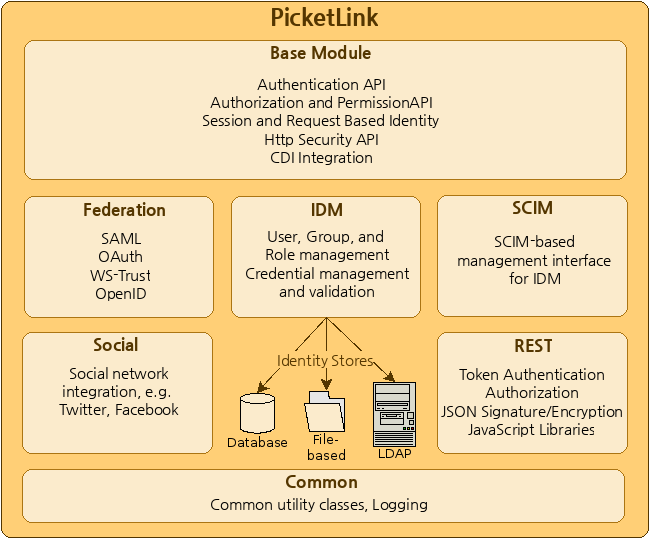 PicketLink
Base Module
Authentication API
Authorization and PermissionAPI
Session and Request Based Identity
Http Security API
CDI Integration
Federation
SAML
OAuth
WS-Trust
OpenID
IDM
User, Group, and
Role management
Credential management
and validation
SCIM
SCIM-based
management interface
for IDM
Social
Social network
integration, e.g.
Twitter, Facebook
Identity Stores
Database
File-
based
LDAP
REST
Token Authentication
Authorization
JSON Signature/Encryption
JavaScript Libraries
Common
Common utility classes, Logging